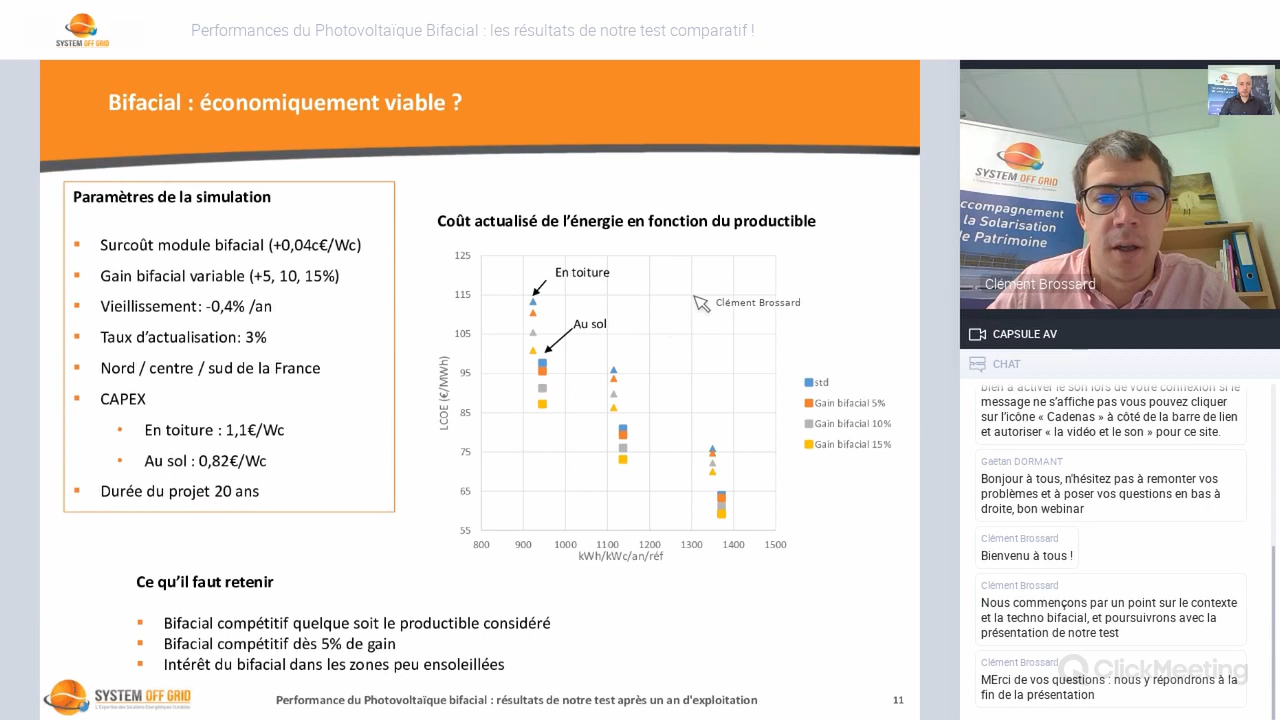 SYSTEM OFF GRID
Performances du Photovoltaïque Bifacial : les résultats de notre test comparatif !
Bifacial : économiquement viable ?
Paramètres de la simulation
Surcoût module bifacial (+0,04c€/Wc)
Gain bifacial variable (+5, 10, 15%)
Vieillissement: -0,4% /an
Taux d'actualisation: 3%
Nord / centre / sud de la France
CAPEX
En toiture : 1,1€/Wc
Au sol : 0,82€/Wc
Durée du projet 20 ans
Coût actualisé de l'énergie en fonction du productible
LCOE (€/MWh)
125
115
105
95
85
75
65
55
800 900 1000 1100 1200 1300 1400 1500
kWh/kWc/an/réf
En toiture
Au sol
Clément Brossard
std
Gain bifacial 5%
Gain bifacial 10%
Gain bifacial 15%
Ce qu'il faut retenir
Bifacial compétitif quelque soit le productible considéré
Bifacial compétitif dès 5% de gain
Intérêt du bifacial dans les zones peu ensoleillées
SYSTEM OFF GRID
Performance du Photovoltaïque bifacial : résultats de notre test après un an d'exploitation
11
SYSTEM OFF GRID
ccompagnement
la Solarisation
de Patrimoine
Clément Brossard
CAPSULE AV
CHAT
bien à activer le son lors de votre connexion si le
message ne s'affiche pas vous pouvez cliquer
sur l'icône « Cadenas » à côté de la barre de lien
et autoriser « la vidéo et le son » pour ce site.
Gaëtan DORMANT
Bonjour à tous, n'hésitez pas à remonter vos
problèmes et à poser vos questions en bas à
droite, bon webinar
Clément Brossard
Bienvenu à tous !
Clément Brossard
Nous commençons par un point sur le contexte
et la techno bifacial, et poursuivrons avec la
présentation de notre test
Clément Brossard
MErci de vos questions : nous y répondrons à la
fin de la présentation
ClickMeeting